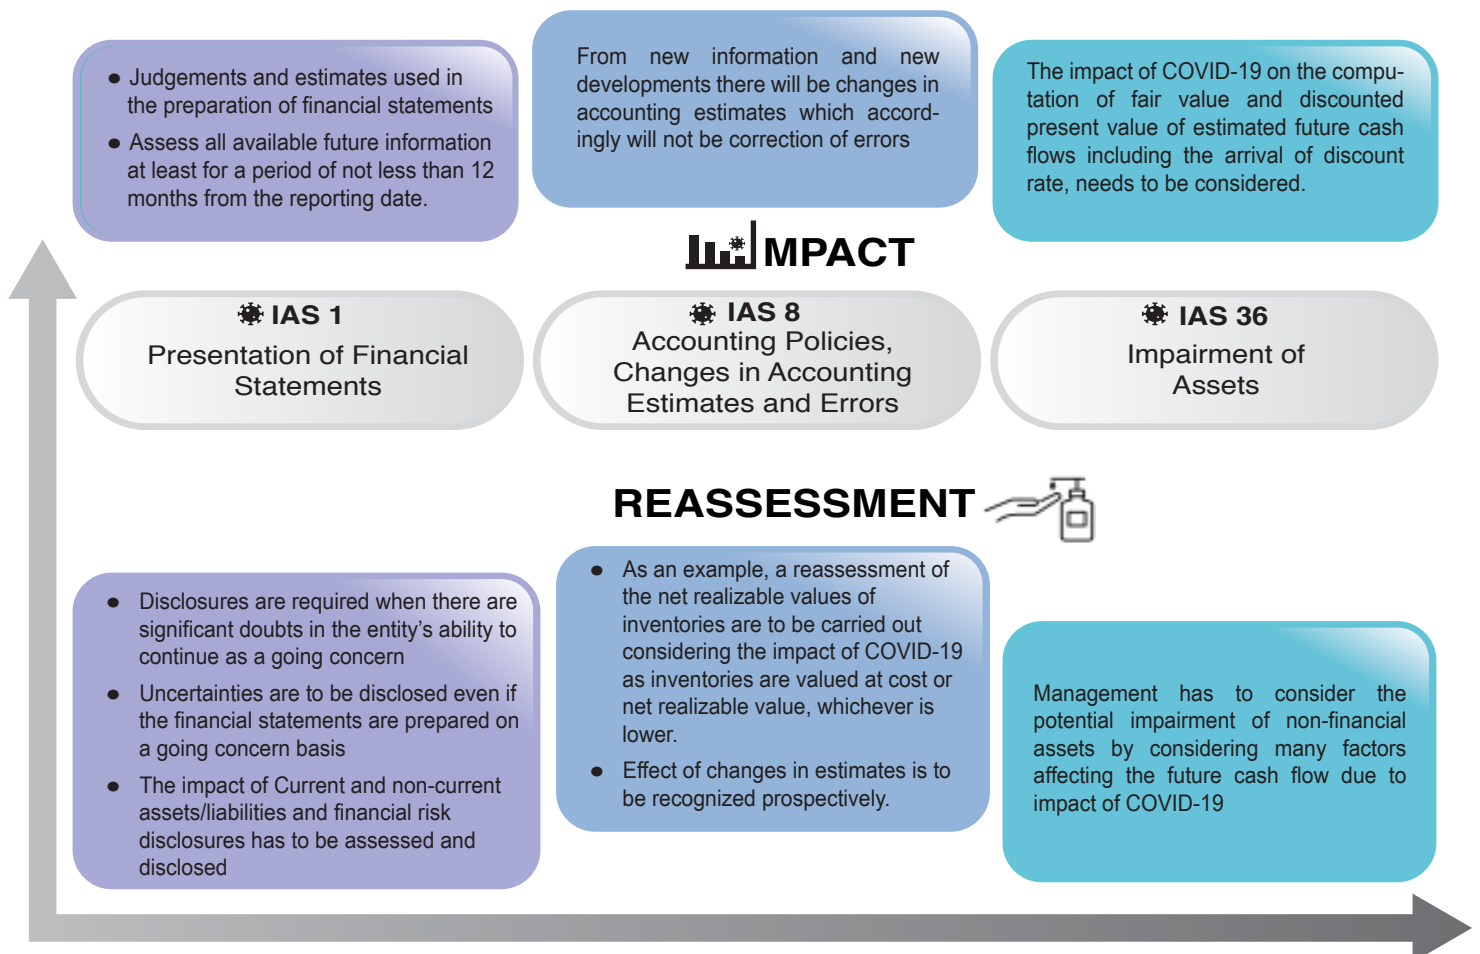 ● Judgements and estimates used in
the preparation of financial statements
● Assess all available future information
at least for a period of not less than 12
months from the reporting date.
From new information and new
developments there will be changes in
accounting estimates which accord-
ingly will not be correction of errors
The impact of COVID-19 on the compu-
tation of fair value and discounted
present value of estimated future cash
flows including the arrival of discount
rate, needs to be considered.
MPACT
IAS 1
Presentation of Financial
Statements
IAS 8
Accounting Policies,
Changes in Accounting
Estimates and Errors
IAS 36
Impairment of
Assets
REASSESSMENT
● Disclosures are required when there are
significant doubts in the entity's ability to
continue as a going concern
● Uncertainties are to be disclosed even if
the financial statements are prepared on
a going concern basis
● The impact of Current and non-current
assets/liabilities and financial risk
disclosures has to be assessed and
disclosed
● As an example, a reassessment of
the net realizable values of
inventories are to be carried out
considering the impact of COVID-19
as inventories are valued at cost or
net realizable value, whichever is
lower.
● Effect of changes in estimates is to
be recognized prospectively.
Management has to consider the
potential impairment of non-financial
assets by considering many factors
affecting the future cash flow due to
impact of COVID-19